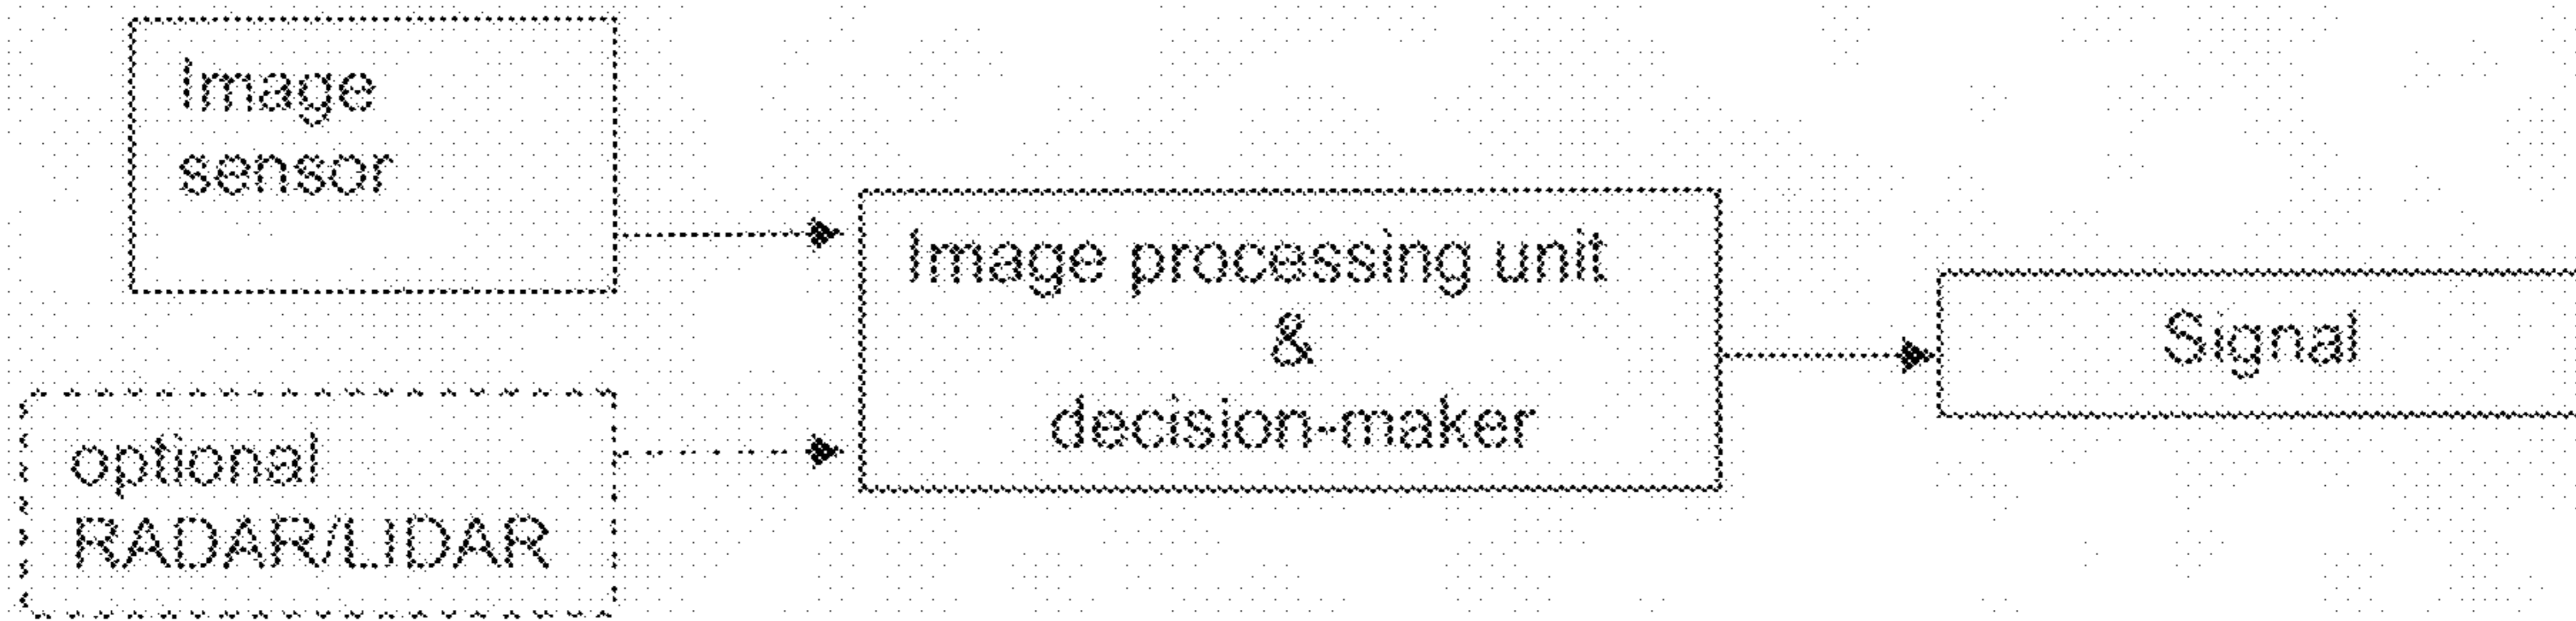 Image
sensor
Image processing unit
&
decision-maker
Signal
optional
RADAR/LIDAR